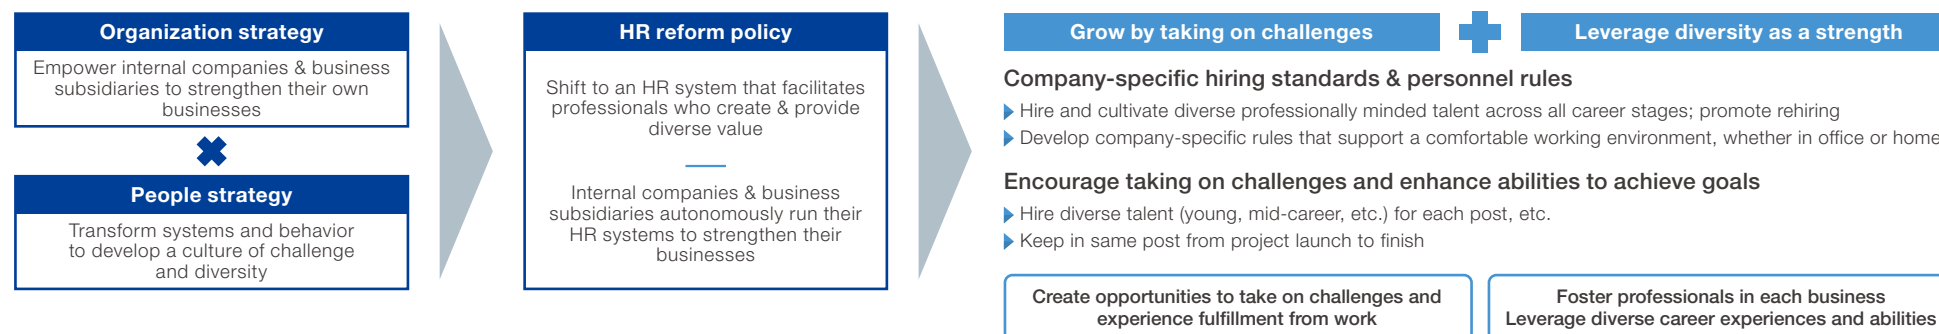 Organization strategy
Empower internal companies & business
subsidiaries to strengthen their own
businesses
People strategy
Transform systems and behavior
to develop a culture of challenge
and diversity
HR reform policy
Shift to an HR system that facilitates
professionals who create & provide
diverse value
Internal companies & business
subsidiaries autonomously run their
HR systems to strengthen their
businesses
Grow by taking on challenges
Leverage diversity as a strength
Company-specific hiring standards & personnel rules
Hire and cultivate diverse professionally minded talent across all career stages; promote rehiring
Develop company-specific rules that support a comfortable working environment, whether in office or home
Encourage taking on challenges and enhance abilities to achieve goals
Hire diverse talent (young, mid-career, etc.) for each post, etc.
Keep in same post from project launch to finish
Create opportunities to take on challenges and
experience fulfillment from work
Foster professionals in each business
Leverage diverse career experiences and abilities